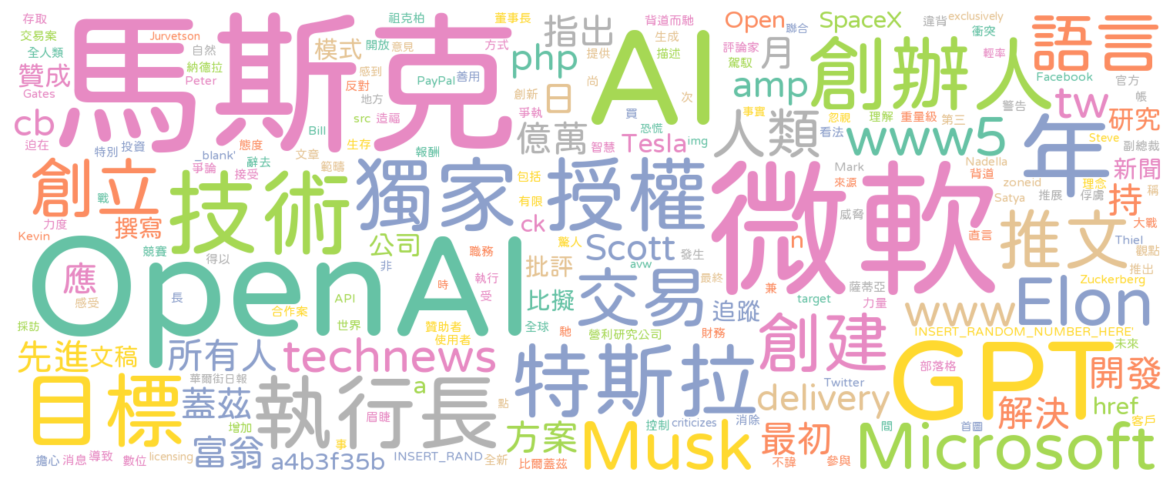 存取
祖克柏
董事長
Open
SpaceX
違背
exclusively
背道而馳
聯合
交易案
Jurvetson
自然
模式
開放
意見
方式
指出
php
提供
生成
描述
評論家
駕馭
月
創辦人
衝突
輕率
語言
馬斯克
AI
全人類
納德拉
Peter
贊成
感到
反對
PayPal
善用
地方
創新
日
amp
Facebook
官方
帳
tw
Gates
cb
迫在
特別
投資
Bill
src
造福
爭執
億萬
買
次
尚
事實
忽視
理解
重量級
警告
第三
研究
態度
生存
智慧
恐慌
img
人類
www5
看法
年
Steve
副總裁
_blank'
爭論
文章
辭去
接受
範疇
報酬
Tesla
Mark
Nadella
背道
新聞
創立
技術
獨家
授權
包括
有限
微軟
來源
Satya
zoneid
理念
稱
持
戰
力度
撰寫
ck
威脅
推展
俘虜
大戰
Kevin
競賽
得以
公司
職務
驚人
Scott
發生
n
直言
推文
Thiel
觀點
OpenAI
應
感受
非
執行
批評
avw
最終
薩蒂亞
力量
推出
長
時
受
比擬
交易
追蹤
兼
target
www
Elon
Zuckerberg
採訪
合作案
API
世界
贊助者
使用者
全球
馳
營利研究公司
財務
創建
INSERT_RANDOM_NUMBER_HERE'
未來
先進
文稿
所有人
technews
特斯拉
部落格
GPT
開發
目標
華爾街日報
蓋茲
執行長
a
點
眉睫
Twitter
delivery
解決
href
增加
事
方案
控制
criticizes
消除
間
首圖
客戶
擔心
消息
導致
數位
licensing
富翁
a4b3f35b
INSERT_RAND
全新
比爾蓋茲
Musk
最初
不諱
參與
Microsoft